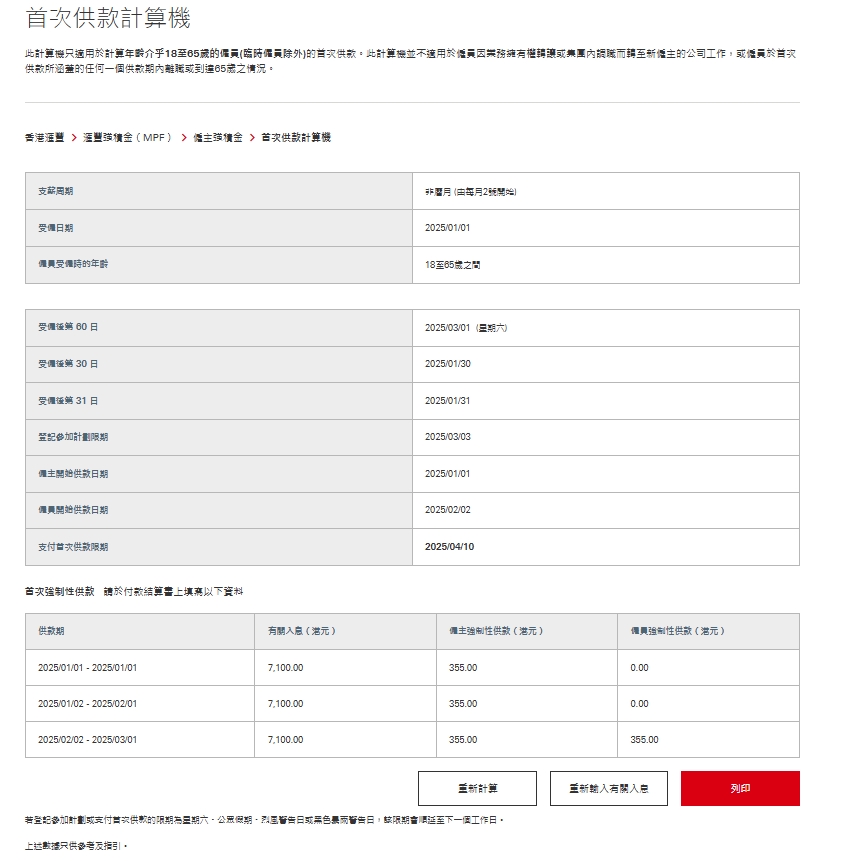 首次供款計算機
此計算機只適用於計算年齡介乎18至65歲的僱員(臨時僱員除外)的首次供款。此計算機並不適用於僱員因業務擁有權轉讓或集團內調職而轉至新僱主的公司工作，或僱員於首次
供款所涵蓋的任何一個供款期內離職或到達65歲之情況。
香港滙豐 > 滙豐強積金（MPF） > 僱主強積金 > 首次供款計算機
支薪周期 非曆月 (由每月2號開始)
受僱日期 2025/01/01
僱員受僱時的年齡 18至65歲之間
受僱後第 60 日 2025/03/01 (星期六)
受僱後第 30 日 2025/01/30
受僱後第 31 日 2025/01/31
登記參加計劃限期 2025/03/03
僱主開始供款日期 2025/01/01
僱員開始供款日期 2025/02/02
支付首次供款限期 2025/04/10
首次強制性供款 請於付款結算書上填寫以下資料
供款期 有關入息（港元） 僱主強制性供款（港元） 僱員強制性供款（港元）
2025/01/01 - 2025/01/01 7,100.00 355.00 0.00
2025/01/02 - 2025/02/01 7,100.00 355.00 0.00
2025/02/02 - 2025/03/01 7,100.00 355.00 355.00
重新計算 重新輸入有關入息 列印
若登記參加計劃或支付首次供款的限期為星期六、公眾假期、烈風警告日或黑色暴雨警告日，該限期會順延至下一個工作日。
上述數據只供參考及指引。